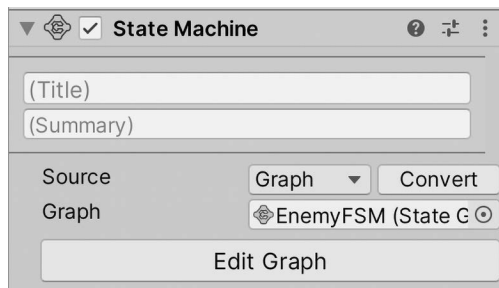 State Machine
(Title)
(Summary)
Source Graph Convert
Graph EnemyFSM (State G
Edit Graph